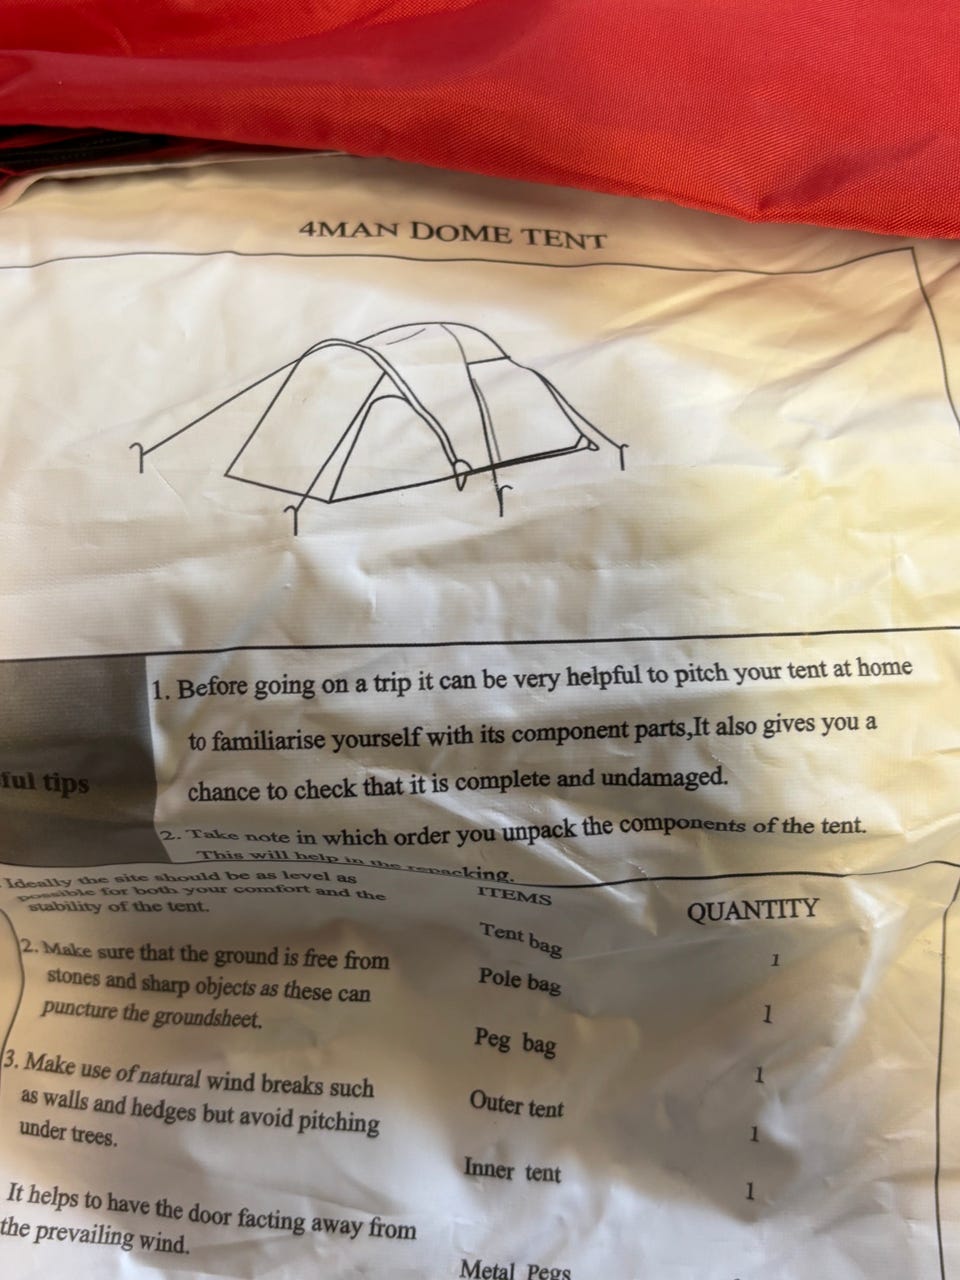 4MAN DOME TENT
1. Before going on a trip it can be very helpful to pitch your tent at home
to familiarise yourself with its component parts,It also gives you a
chance to check that it is complete and undamaged.
ful tips
2. Take note in which order you unpack the components of the tent.
This will help in the repacking.
Ideally the site should be as level as
possible for both your comfort and the
stability of the tent.
2. Make sure that the ground is free from
stones and sharp objects as these can
puncture the groundsheet.
3. Make use of natural wind breaks such
as walls and hedges but avoid pitching
under trees.
It helps to have the door facting away from
the prevailing wind.
ITEMS QUANTITY
Tent bag 1
Pole bag 1
Peg bag 1
Outer tent 1
Inner tent 1
Metal Pegs